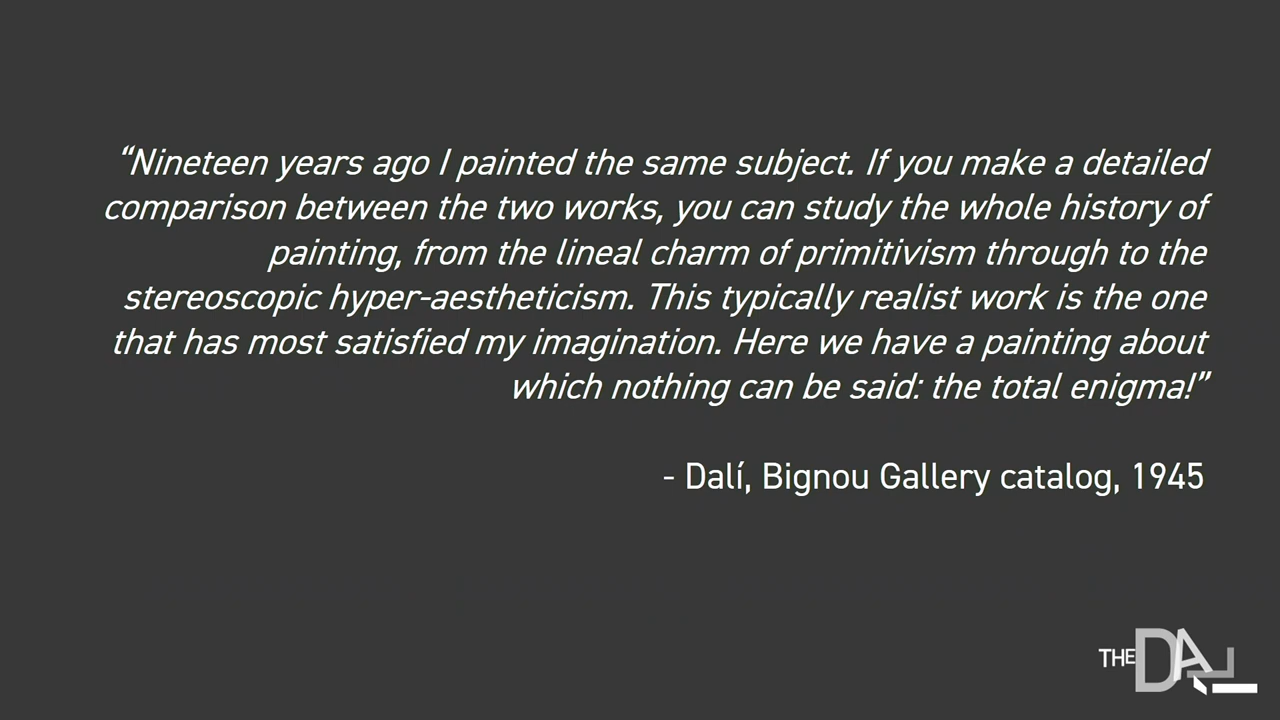 “Nineteen years ago I painted the same subject. If you make a detailed
comparison between the two works, you can study the whole history of
painting, from the lineal charm of primitivism through to the
stereoscopic hyper-aestheticism. This typically realist work is the one
that has most satisfied my imagination. Here we have a painting about
which nothing can be said: the total enigma!”
- Dalí, Bignou Gallery catalog, 1945
THE DALÍ